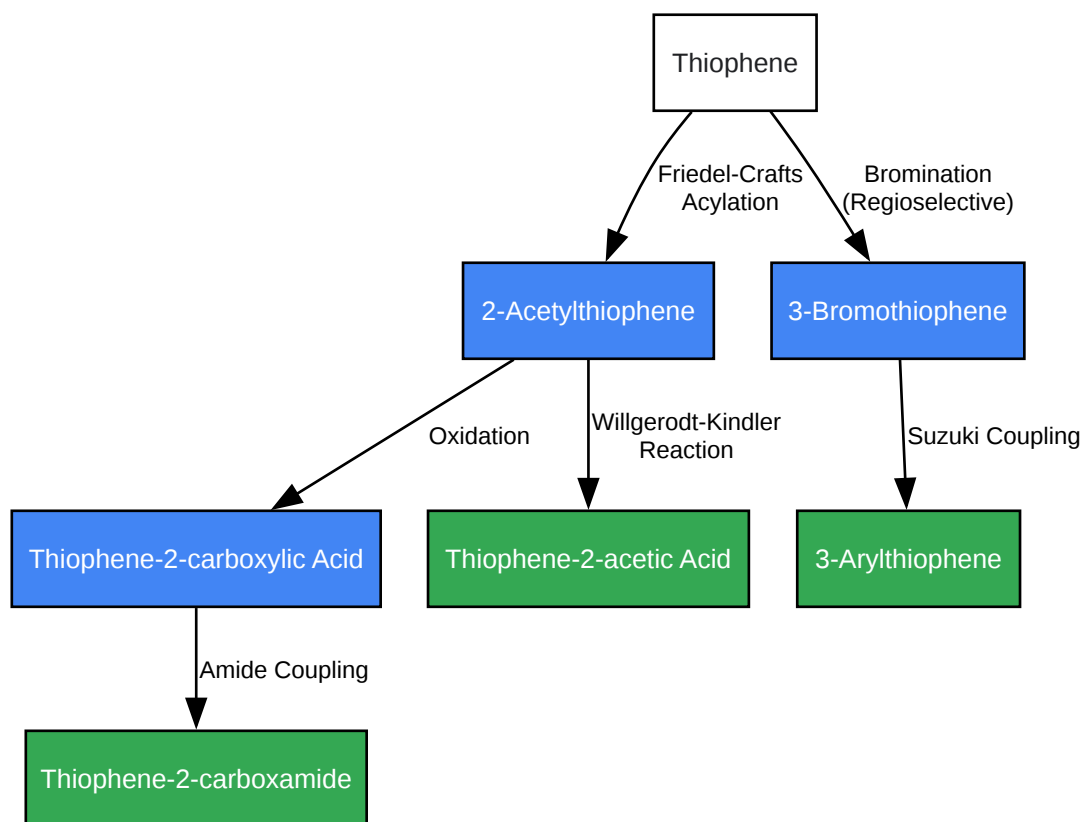 Thiophene
Friedel-Crafts
Acylation
Bromination
(Regioselective)
2-Acetylthiophene
3-Bromothiophene
Oxidation
Willgerodt-Kindler
Reaction
Suzuki Coupling
Thiophene-2-carboxylic Acid
Thiophene-2-acetic Acid
3-Arylthiophene
Amide Coupling
Thiophene-2-carboxamide